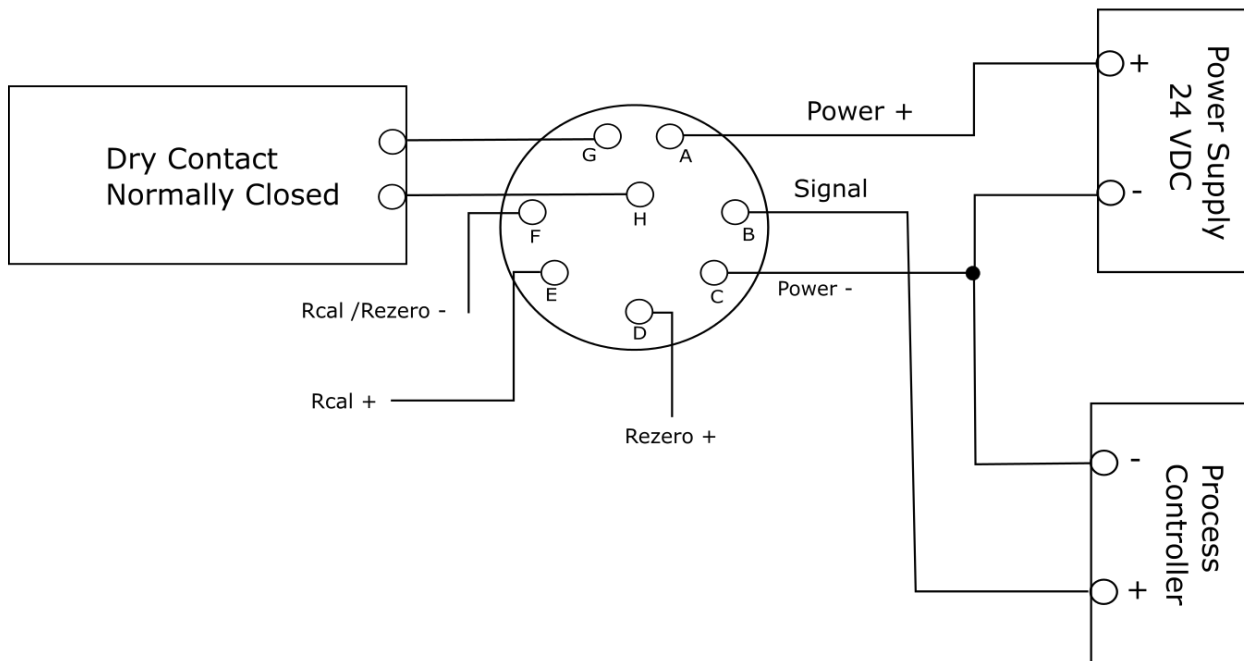 Dry Contact
Normally Closed
G
A
H
F
B
E
C
D
Power +
Signal
Power -
Rcal /Rezero -
Rcal +
Rezero +
+
-
Power Supply
24 VDC
-
+
Process
Controller